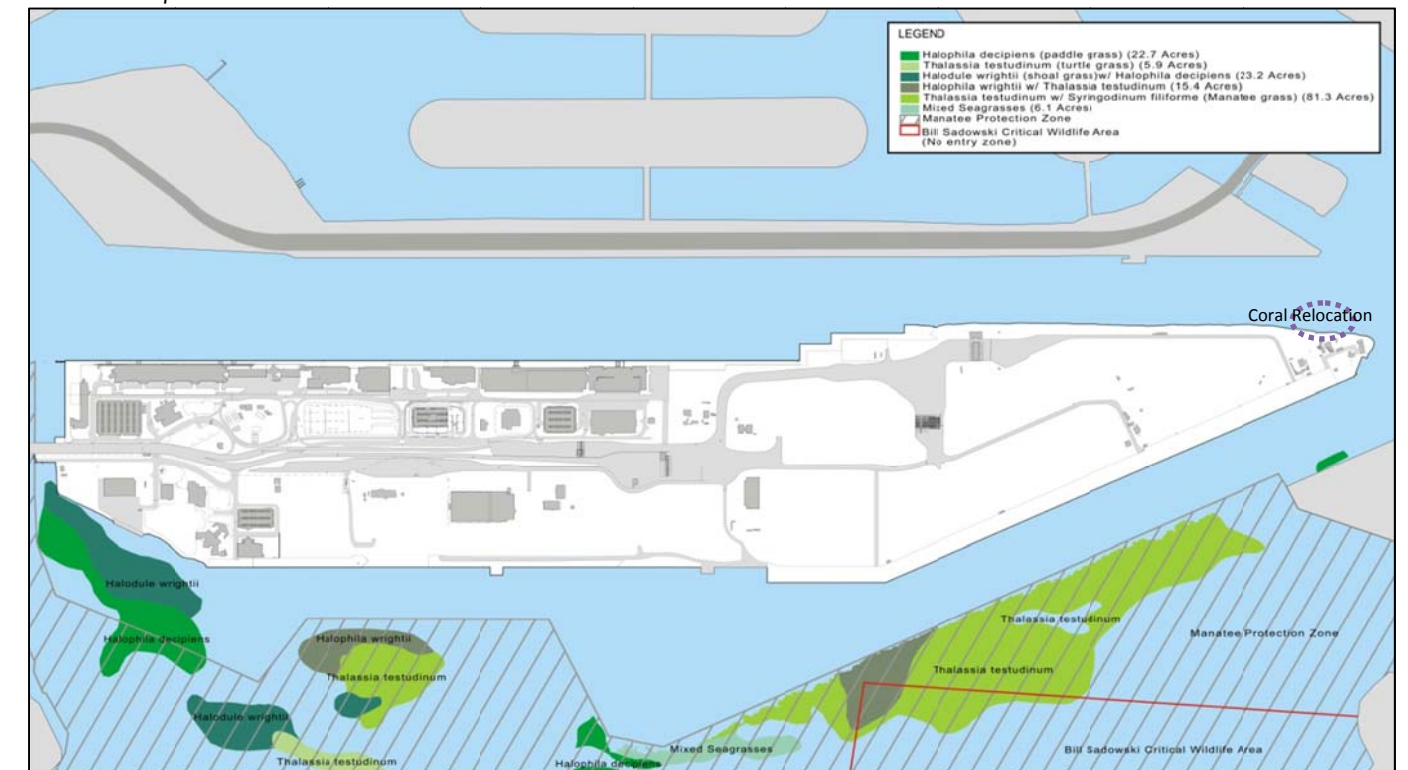 LEGEND
Halophila decipiens (paddle grass) (22.7 Acres)
Thalassia testudinum (turtle grass) (5.9 Acres)
Halodule wrightii (shoal grass)w/ Halophila decipiens (23.2 Acres)
Halophila wrightii w/ Thalassia testudinum (15.4 Acres)
Thalassia testudinum w/ Syringodinum filiforme (Manatee grass) (81.3 Acres)
Mixed Seagrasses (6.1 Acres)
Manatee Protection Zone
Bill Sadowski Critical Wildlife Area
(No entry zone)
Coral Relocation
Halodule wrightii
Halophila decipiens
Halophila wrightii
Thalassia testudinum
Halodule wrightii
Thalassia testudinum
Halophila decipiens
Mixed Seagrasses
Thalassia testudinum
Thalassia testudinum
Manatee Protection Zone
Bill Sadowski Critical Wildlife Area